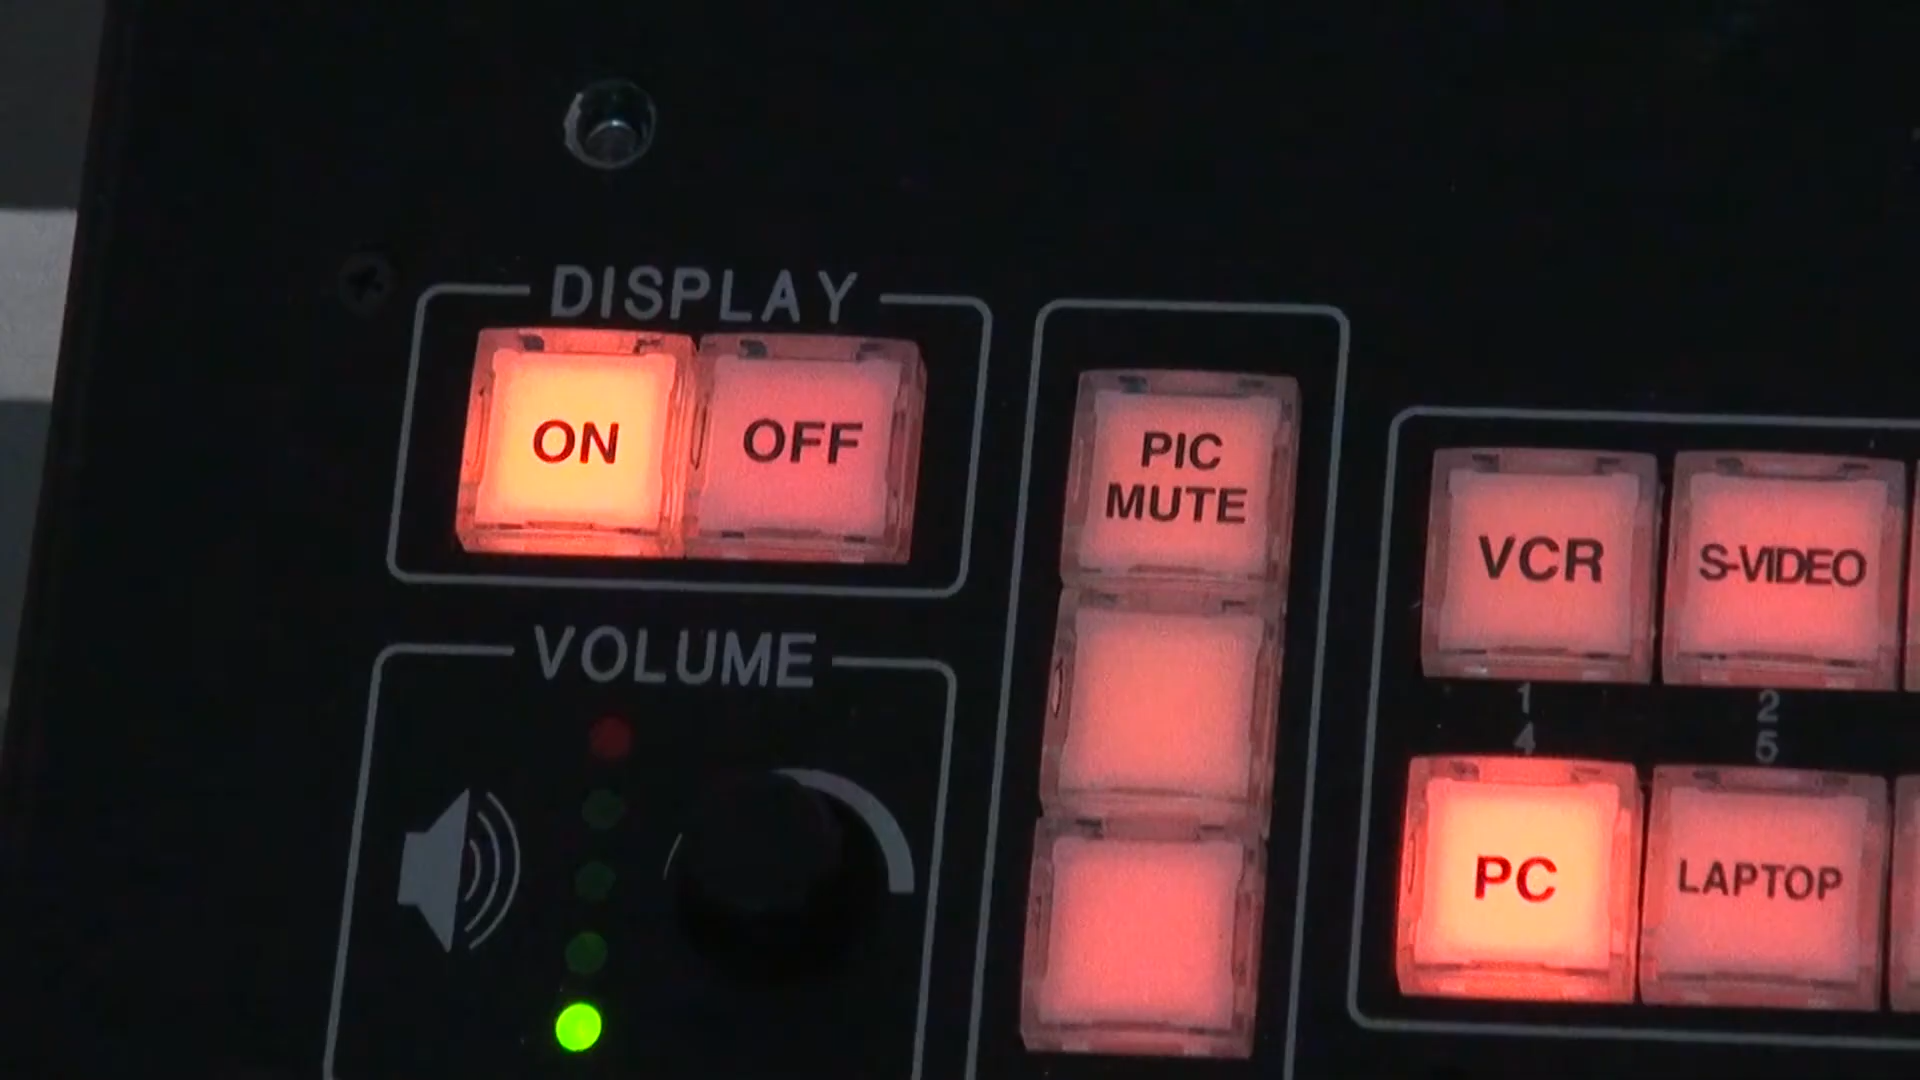 DISPLAY
ON
OFF
PIC
MUTE
VCR
S-VIDEO
1
2
4
5
PC
LAPTOP
VOLUME